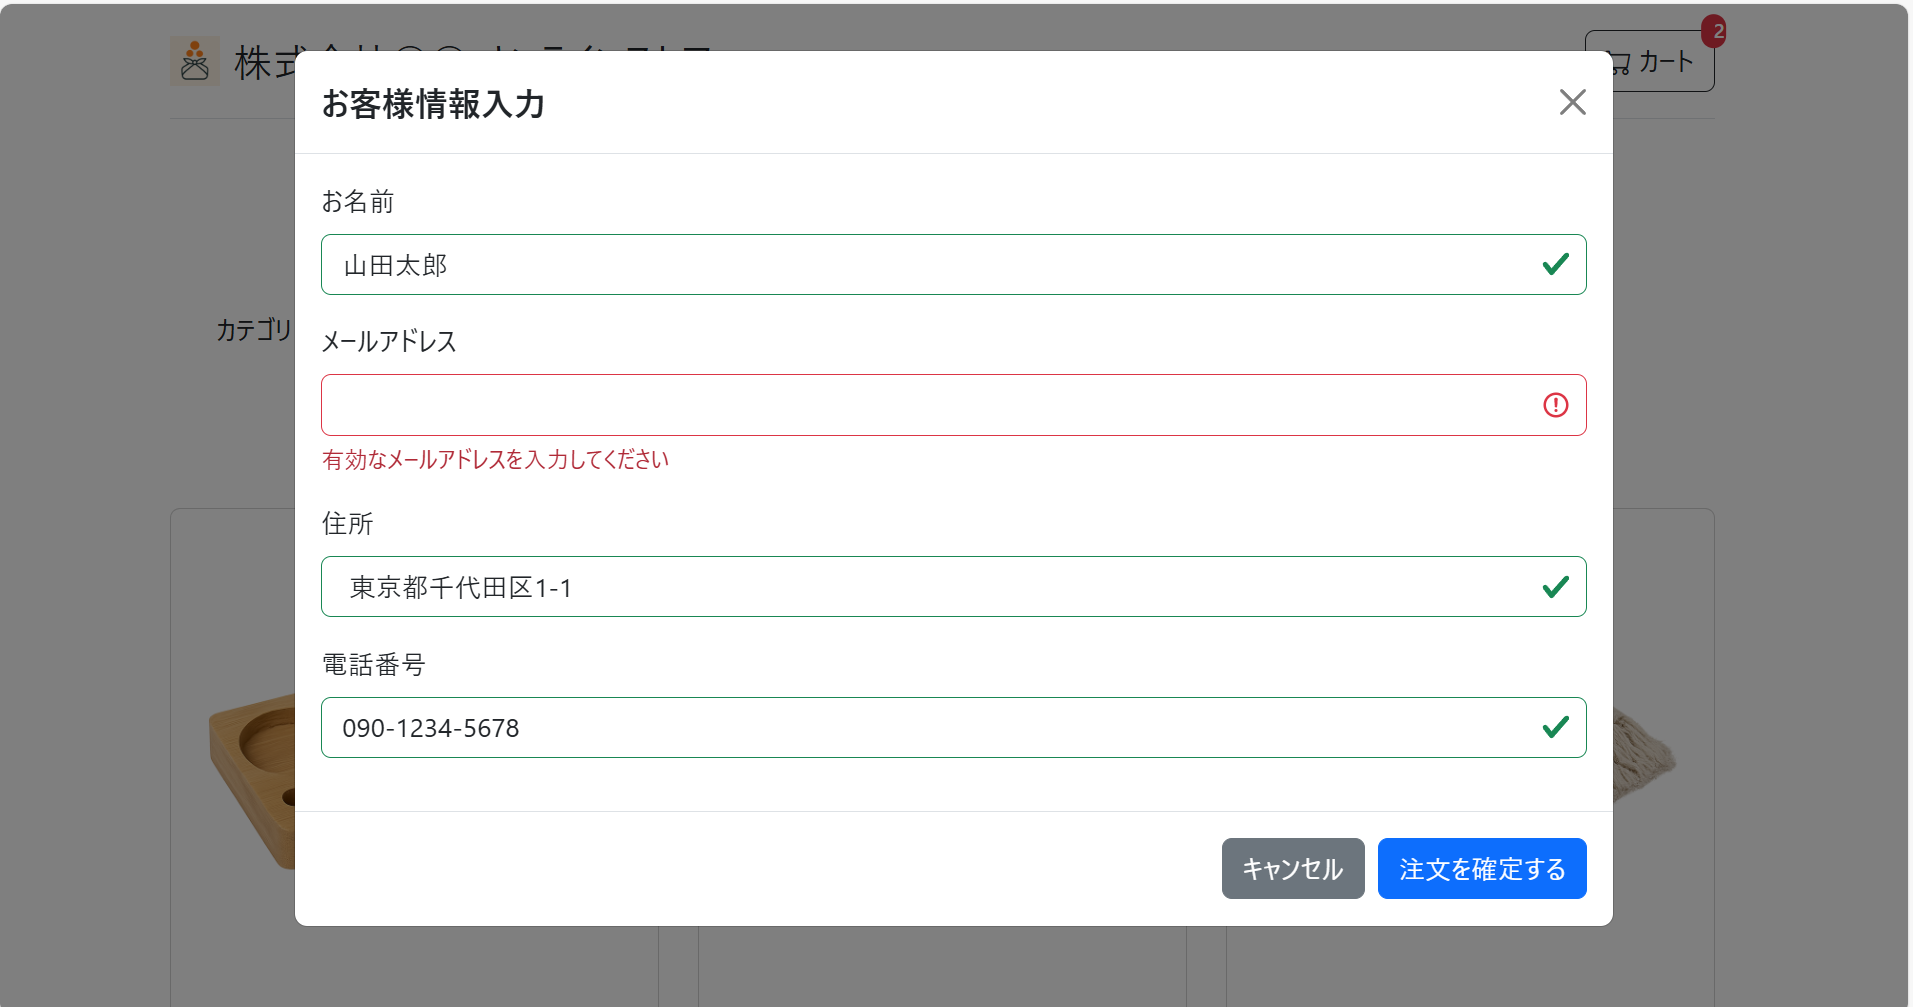 株式
2
カート
お客様情報入力
お名前
山田太郎
カテゴリ
メールアドレス
有効なメールアドレスを入力してください
住所
東京都千代田区1-1
電話番号
090-1234-5678
キャンセル
注文を確定する